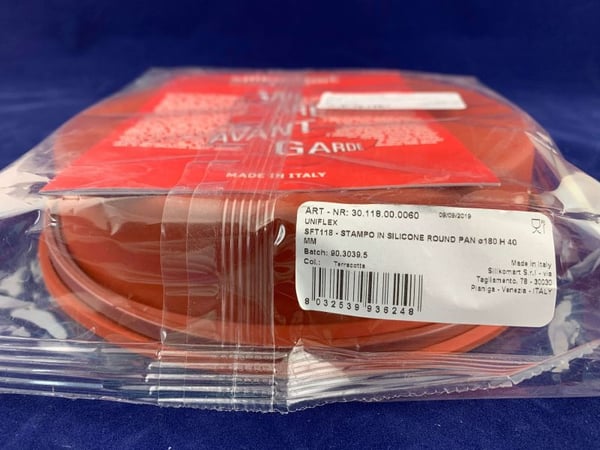 AVANT
GARDE
MADE IN ITALY
ART - NR: 30.118.00.0060
09/09/2019
UNIFLEX
SFT118 - STAMPO IN SILICONE ROUND PAN ø180 H 40
MM
Batch: 90.3039.5
Col.: Terracotta
Made in Italy
Silikomart S.r.l - via
Tagliamento, 78 - 30030
Pianiga - Venezia - ITALY
8 032539 936248